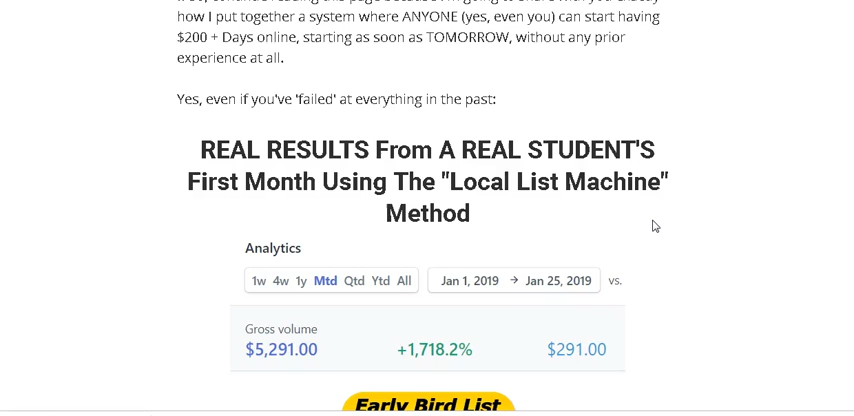 how I put together a system where ANYONE (yes, even you) can start having
$200 + Days online, starting as soon as TOMORROW, without any prior
experience at all.
Yes, even if you've 'failed' at everything in the past:
REAL RESULTS From A REAL STUDENT'S
First Month Using The "Local List Machine"
Method
Analytics
1w 4w 1y Mtd Qtd Ytd All Jan 1, 2019 → Jan 25, 2019 vs.
Gross volume
$5,291.00 +1,718.2% $291.00
Early Bird List